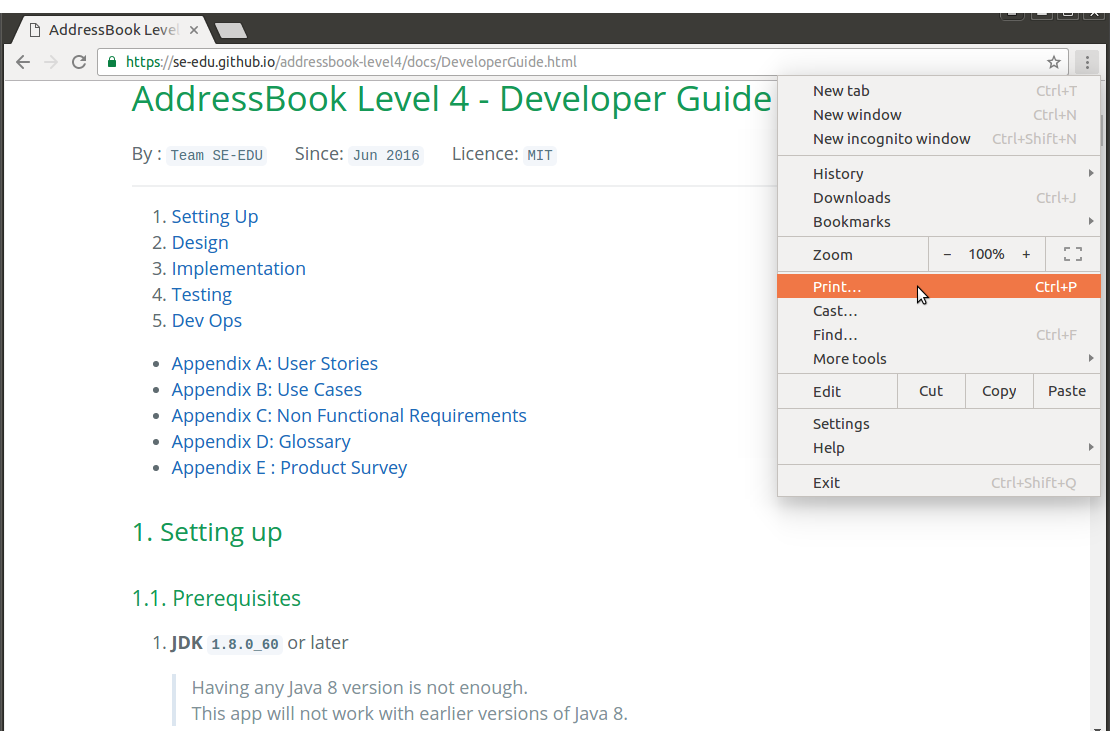 AddressBook Leve
https://se-edu.github.io/addressbook-level4/docs/DeveloperGuide.html
AddressBook Level 4 - Developer Guide
By : Team SE-EDU Since: Jun 2016 Licence: MIT
1. Setting Up
2. Design
3. Implementation
4. Testing
5. Dev Ops
• Appendix A: User Stories
• Appendix B: Use Cases
• Appendix C: Non Functional Requirements
• Appendix D: Glossary
• Appendix E : Product Survey
1. Setting up
1.1. Prerequisites
1. JDK 1.8.0_60 or later
Having any Java 8 version is not enough.
This app will not work with earlier versions of Java 8.
New tab Ctrl+T
New window Ctrl+N
New incognito window Ctrl+Shift+N
History
Downloads Ctrl+J
Bookmarks
Zoom − 100% +
Print... Ctrl+P
Cast...
Find... Ctrl+F
More tools
Edit Cut Copy Paste
Settings
Help
Exit Ctrl+Shift+Q